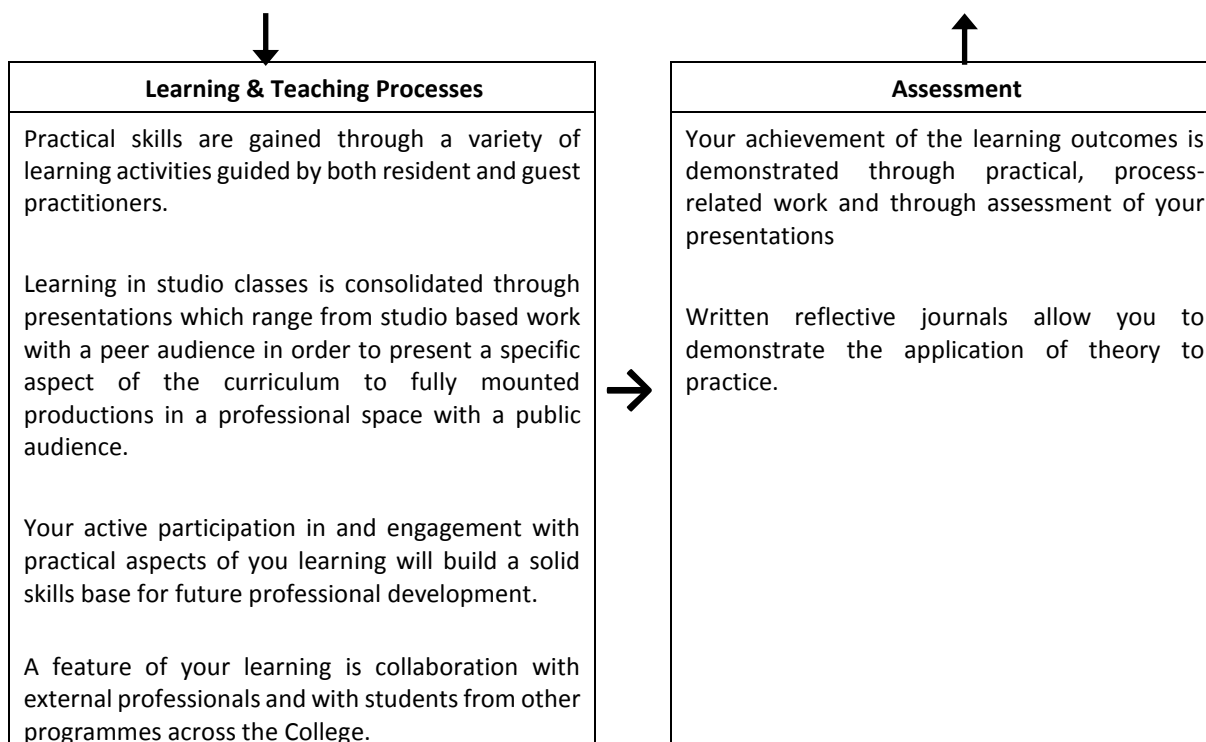 Learning & Teaching Processes
Practical skills are gained through a variety of
learning activities guided by both resident and guest
practitioners.
Learning in studio classes is consolidated through
presentations which range from studio based work
with a peer audience in order to present a specific
aspect of the curriculum to fully mounted
productions in a professional space with a public
audience.
Your active participation in and engagement with
practical aspects of you learning will build a solid
skills base for future professional development.
A feature of your learning is collaboration with
external professionals and with students from other
programmes across the College.
Assessment
Your achievement of the learning outcomes is
demonstrated through practical, process-
related work and through assessment of your
presentations
Written reflective journals allow you to
demonstrate the application of theory to
practice.